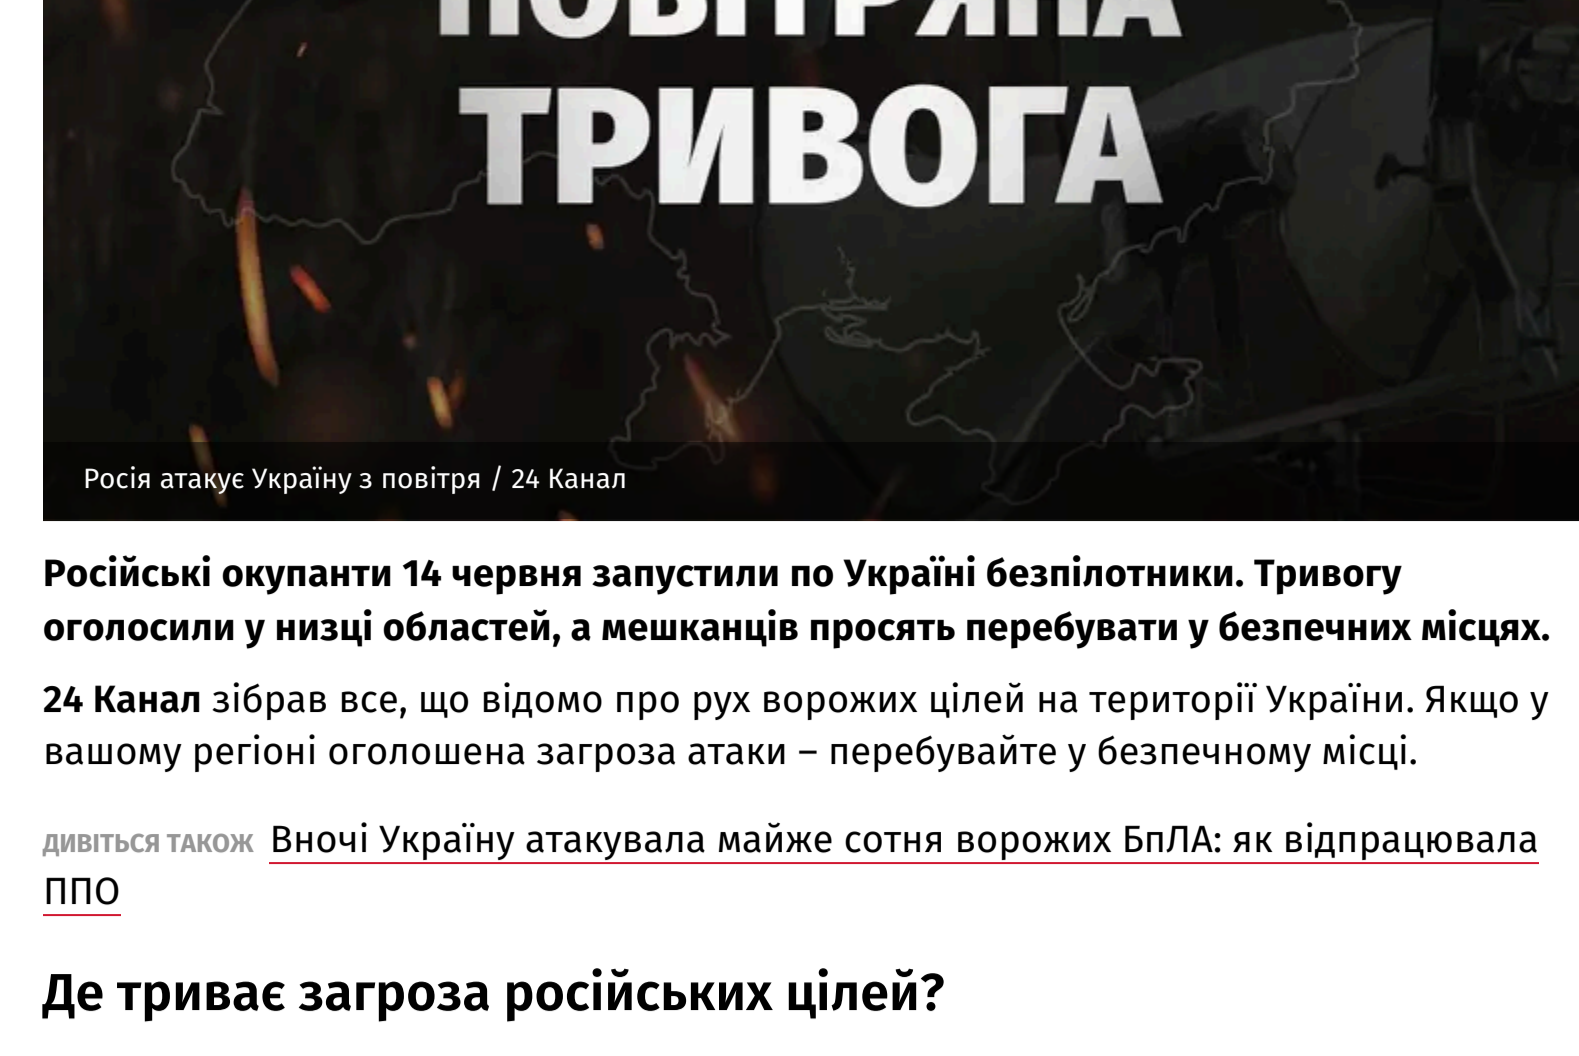 ПОВІТРЯНА
ТРИВОГА
Росія атакує Україну з повітря / 24 Канал
Російські окупанти 14 червня запустили по Україні безпілотники. Тривогу
оголосили у низці областей, а мешканців просять перебувати у безпечних місцях.
24 Канал зібрав все, що відомо про рух ворожих цілей на території України. Якщо у
вашому регіоні оголошена загроза атаки – перебувайте у безпечному місці.
ДИВІТЬСЯ ТАКОЖ Вночі Україну атакувала майже сотня ворожих БпЛА: як відпрацювала
ППО
Де триває загроза російських цілей?